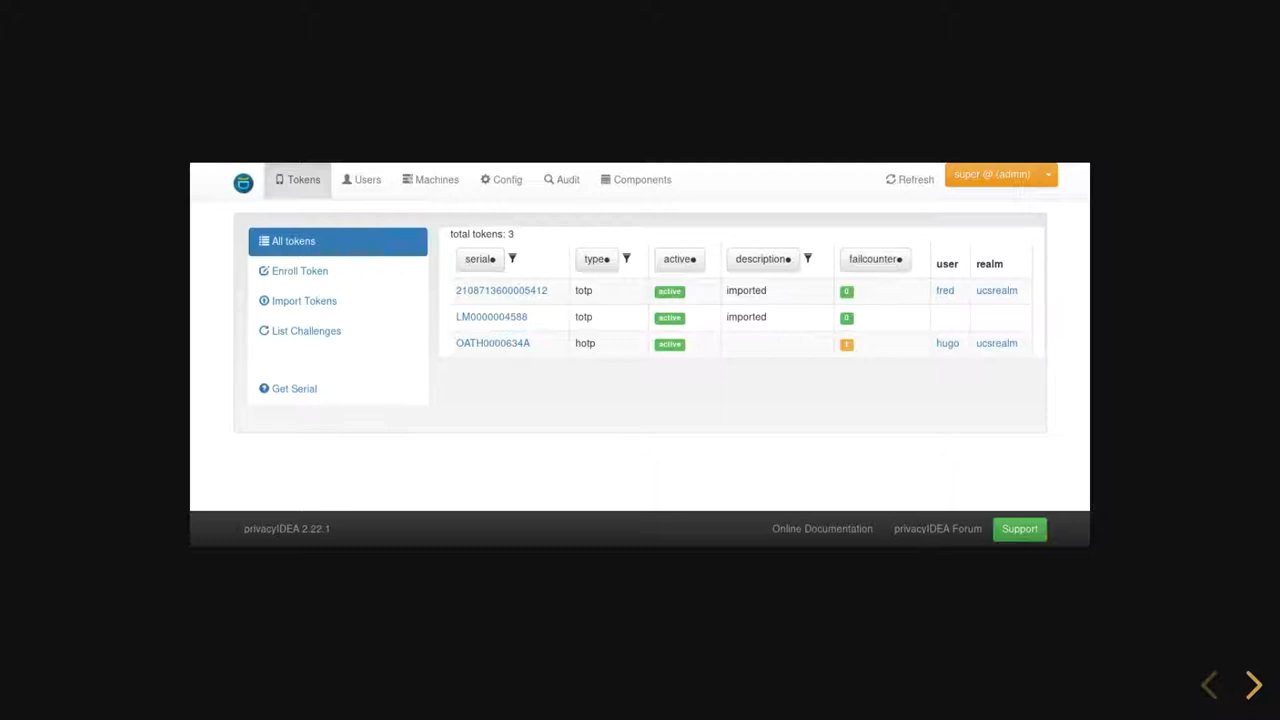 Tokens Users Machines Config Audit Components Refresh super @ (admin)
All tokens
Enroll Token
Import Tokens
List Challenges
Get Serial
total tokens: 3
serial type active description failcounter user realm
2108713600005412 totp active imported 0 fred ucsrealm
LM0000004588 totp active imported 0
OATH0000634A hotp active 1 hugo ucsrealm
privacyIDEA 2.22.1 Online Documentation privacyIDEA Forum Support